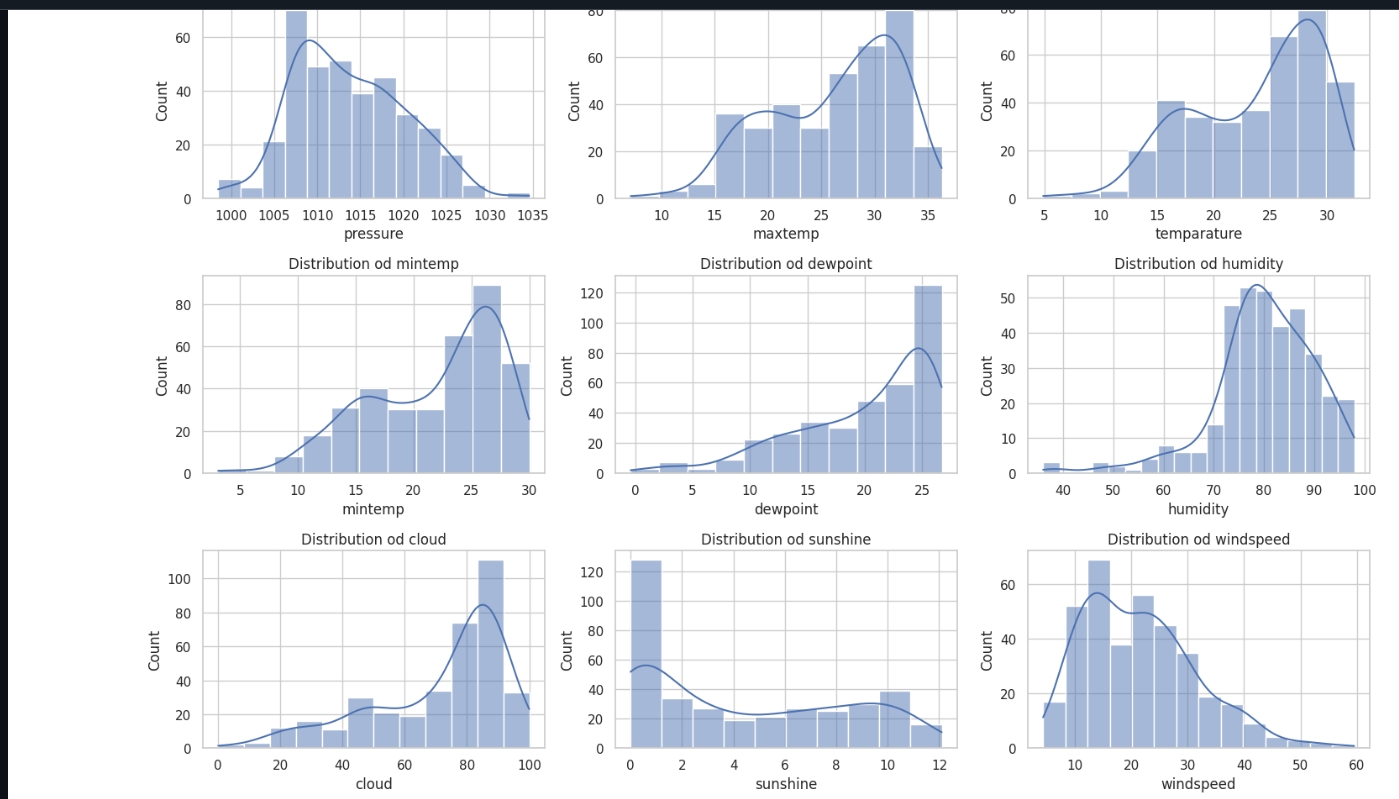 80
80
60
60
60
40
40
40
20
20
20
0
0
0
Count
Count
Count
1000 1005 1010 1015 1020 1025 1030 1035
10 15 20 25 30 35
5 10 15 20 25 30
pressure
maxtemp
temparature
Distribution od mintemp
Distribution od dewpoint
Distribution od humidity
80
60
40
20
0
Count
5 10 15 20 25 30
mintemp
120
100
80
60
40
20
0
Count
0 5 10 15 20 25
dewpoint
50
40
30
20
10
0
Count
40 50 60 70 80 90 100
humidity
Distribution od cloud
Distribution od sunshine
Distribution od windspeed
100
80
60
40
20
0
Count
0 20 40 60 80 100
cloud
120
100
80
60
40
20
0
Count
0 2 4 6 8 10 12
sunshine
60
40
20
0
Count
10 20 30 40 50 60
windspeed